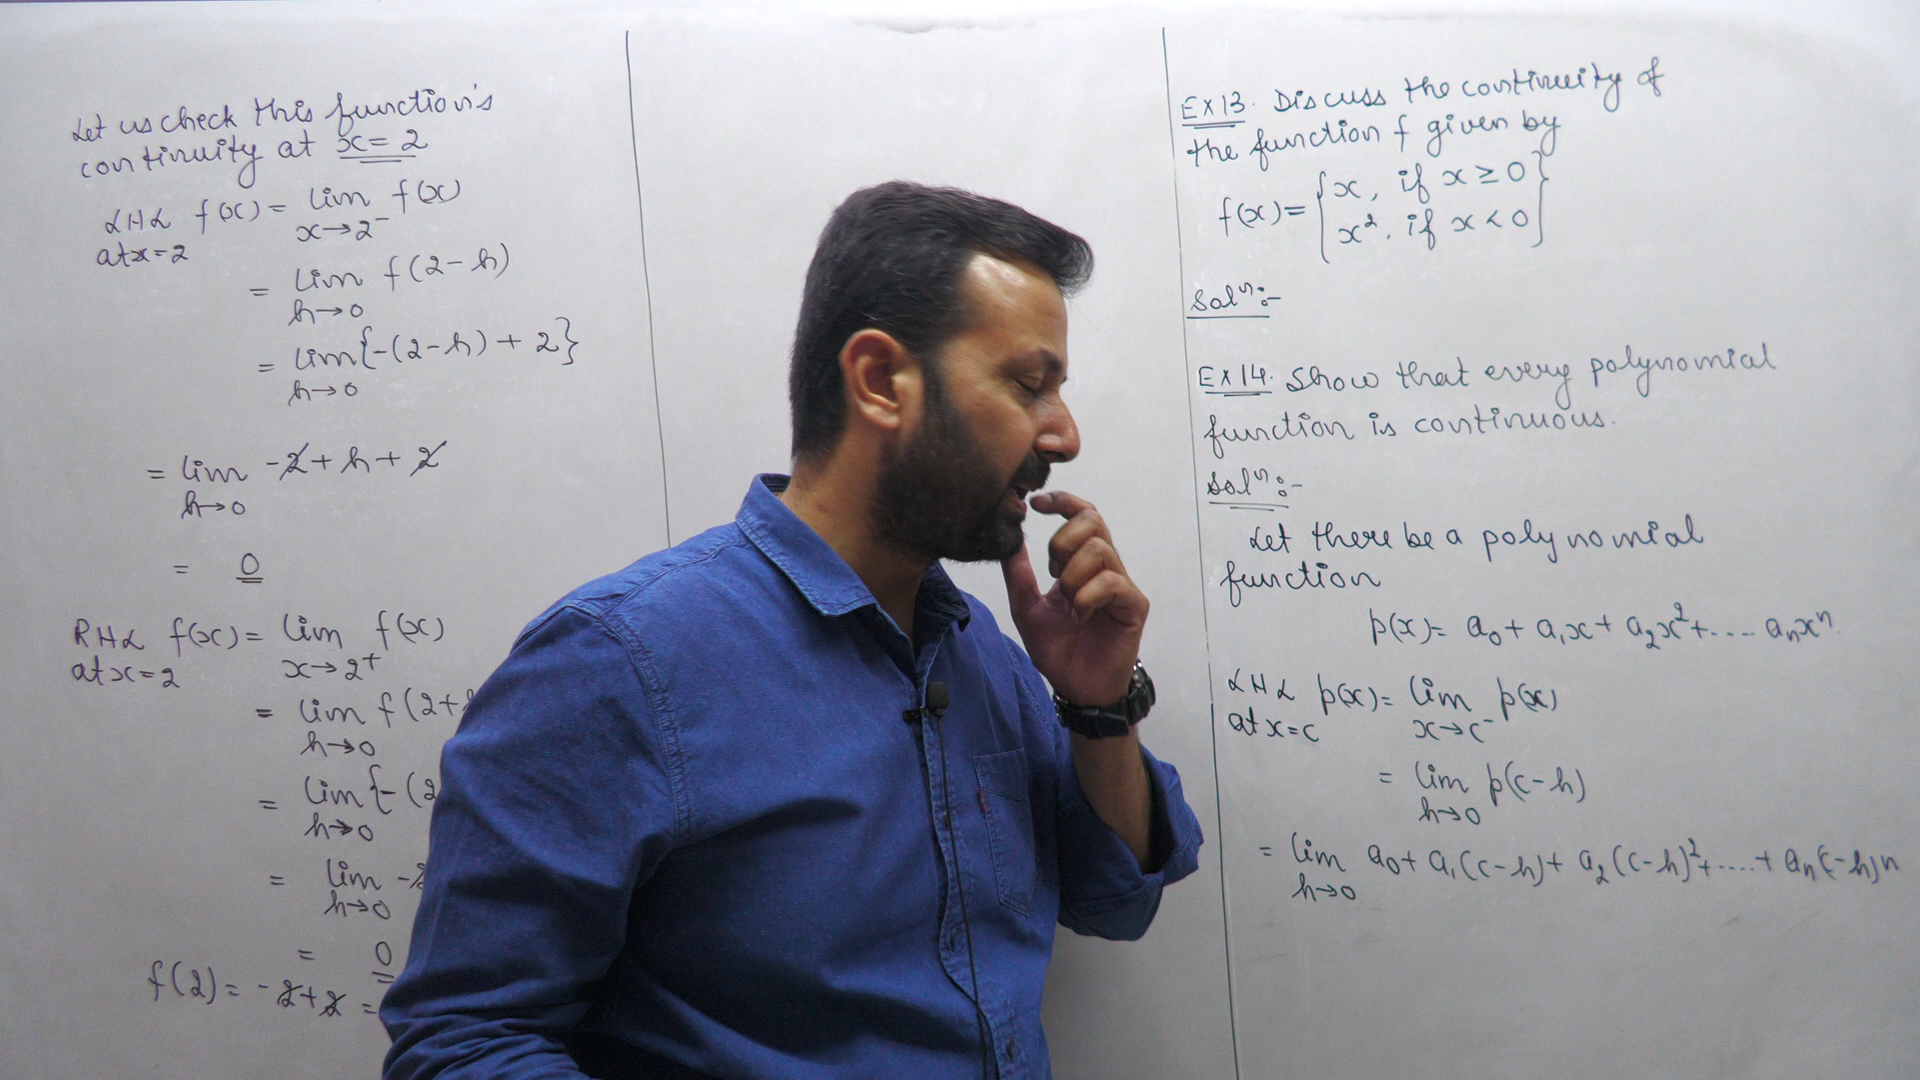 Let us check this function's
continuity at x = 2
LHL f(x) = lim f(x)
at x=2 x→2⁻
= lim f(2-h)
h→0
= lim {-(2-h) + 2}
h→0
= lim -2 + h + 2
h→0
= 0
RHL f(x) = lim f(x)
at x=2 x→2⁺
= lim f(2+
h→0
= lim {-(2
h→0
= lim -2
h→0
= 0
f(2) = -2+2 =
EX 13. Discuss the continuity of
the function f given by
f(x) = { x, if x ≥ 0 }
x², if x < 0
Solⁿ:-
EX 14. Show that every polynomial
function is continuous.
Solⁿ:-
Let there be a polynomial
function
p(x) = a₀ + a₁x + a₂x² + .... aₙxⁿ
LHL p(x) = lim p(x)
at x=c x→c⁻
= lim p(c-h)
h→0
= lim a₀ + a₁(c-h) + a₂(c-h)² + .... + aₙ(c-h)ⁿ
h→0